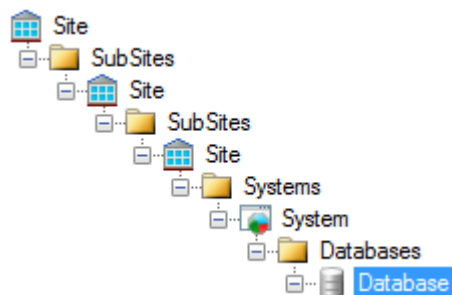 Site
SubSites
Site
SubSites
Site
Systems
System
Databases
Database